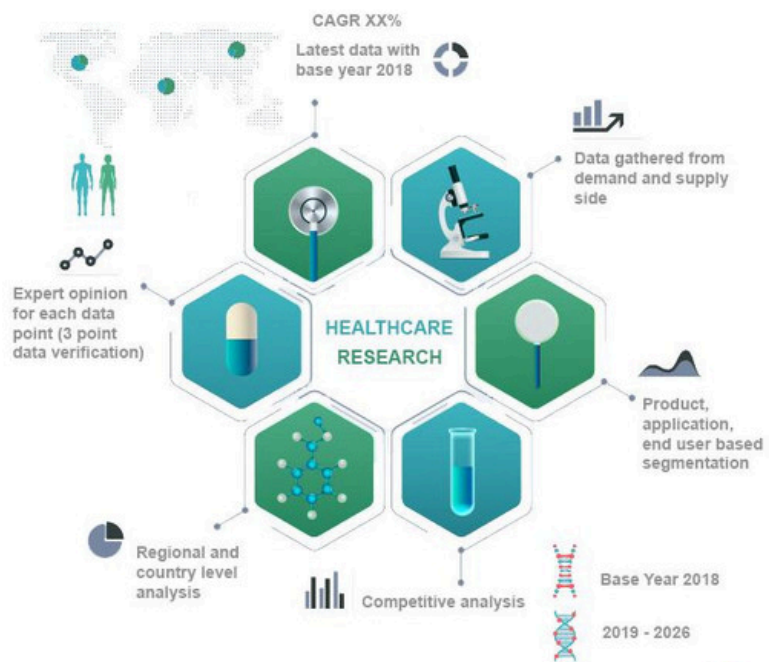 CAGR XX%
Latest data with
base year 2018
Data gathered from
demand and supply
side
Expert opinion
for each data
point (3 point
data verification)
HEALTHCARE
RESEARCH
Product,
application,
end user based
segmentation
Regional and
country level
analysis
Competitive analysis
Base Year 2018
2019 - 2026